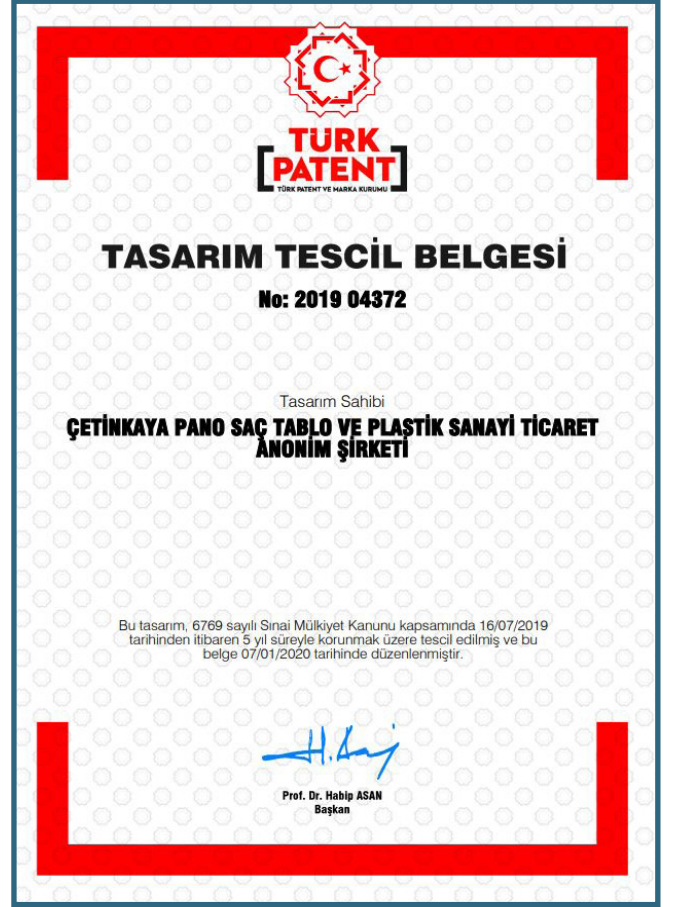 TÜRK
PATENT
TÜRK PATENT VE MARKA KURUMU
TASARIM TESCİL BELGESİ
No: 2019 04372
Tasarım Sahibi
ÇETİNKAYA PANO SAÇ TABLO VE PLASTİK SANAYİ TİCARET
ANONİM ŞİRKETİ
Bu tasarım, 6769 sayılı Sınai Mülkiyet Kanunu kapsamında 16/07/2019
tarihinden itibaren 5 yıl süreyle korunmak üzere tescil edilmiş ve bu
belge 07/01/2020 tarihinde düzenlenmiştir.
Prof. Dr. Habip ASAN
Başkan